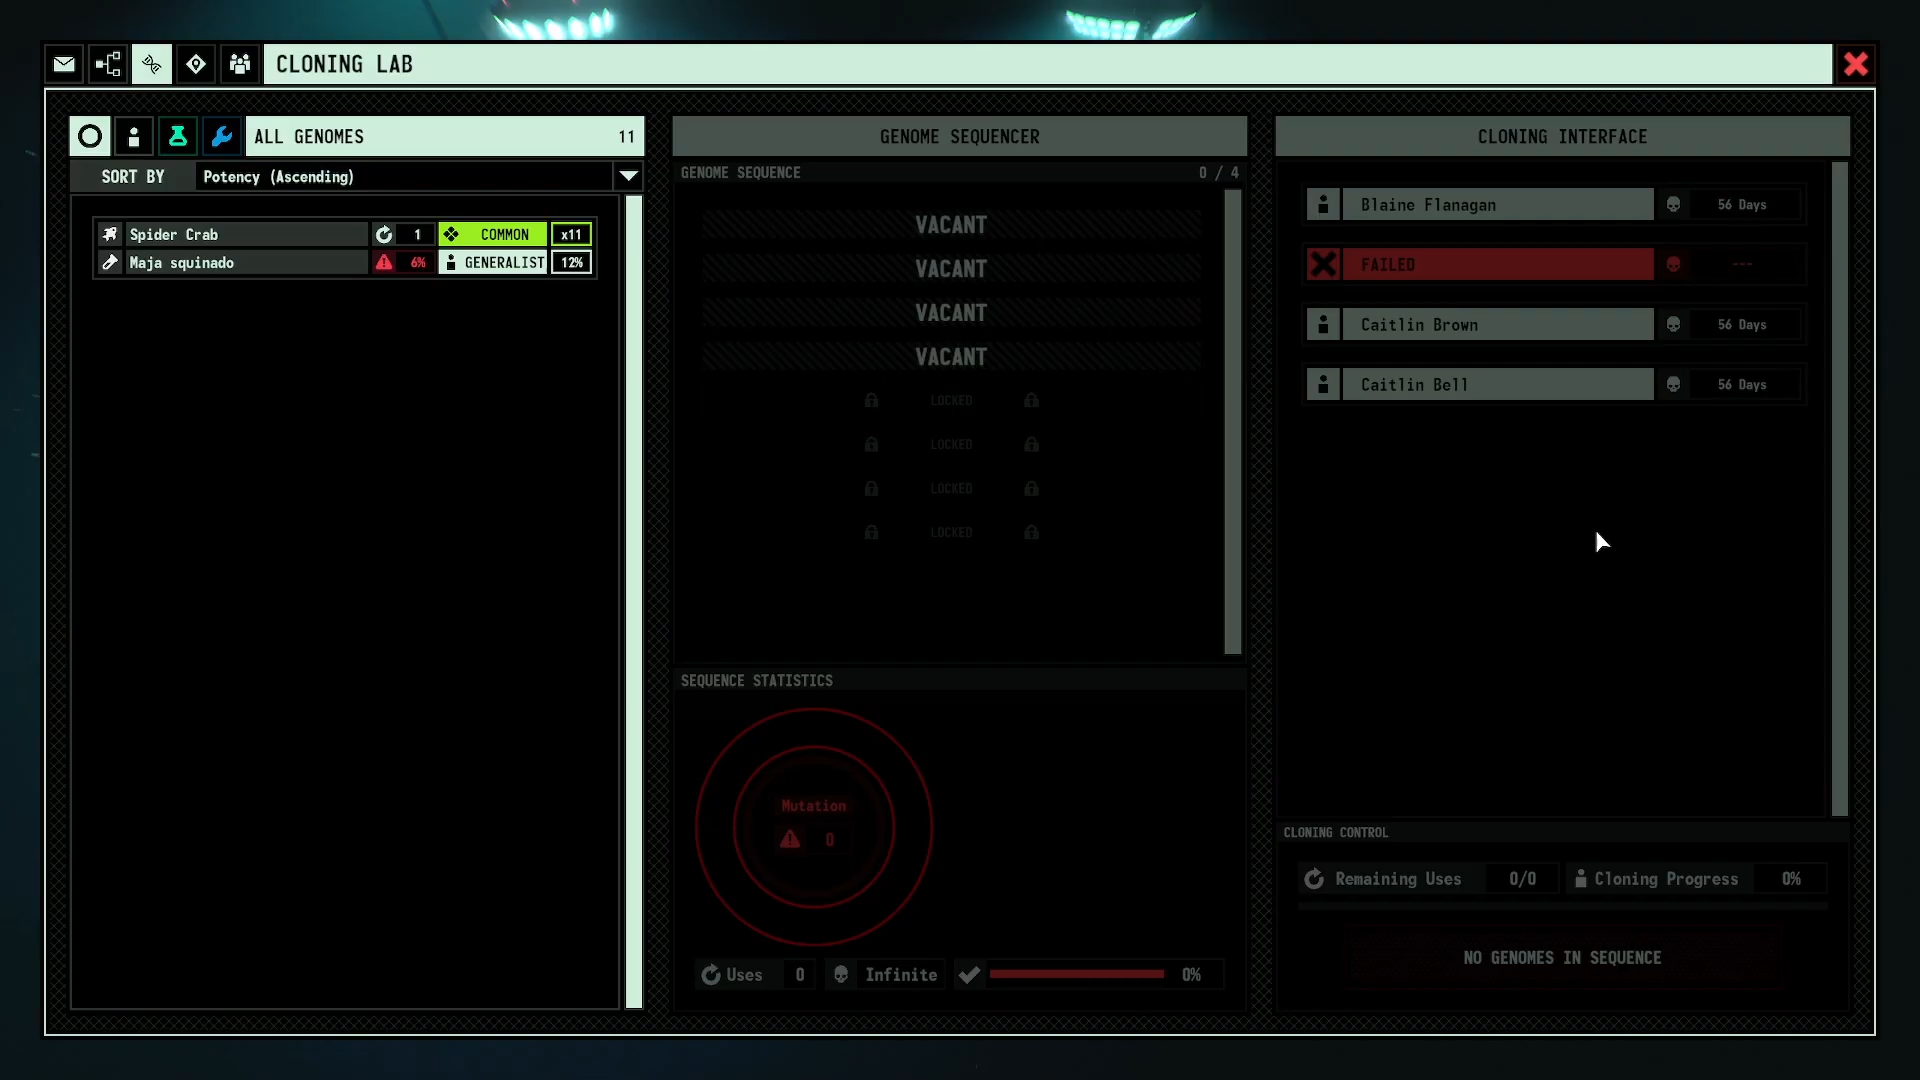 CLONING LAB
ALL GENOMES 11
SORT BY Potency (Ascending)
Spider Crab 1 COMMON x11
Maja squinado 6% GENERALIST 12%
GENOME SEQUENCER
GENOME SEQUENCE 0 / 4
VACANT
VACANT
VACANT
VACANT
LOCKED
LOCKED
LOCKED
LOCKED
SEQUENCE STATISTICS
Mutation
0
Uses 0 Infinite 0%
CLONING INTERFACE
Blaine Flanagan 56 Days
FAILED ---
Caitlin Brown 56 Days
Caitlin Bell 56 Days
CLONING CONTROL
Remaining Uses 0/0 Cloning Progress 0%
NO GENOMES IN SEQUENCE